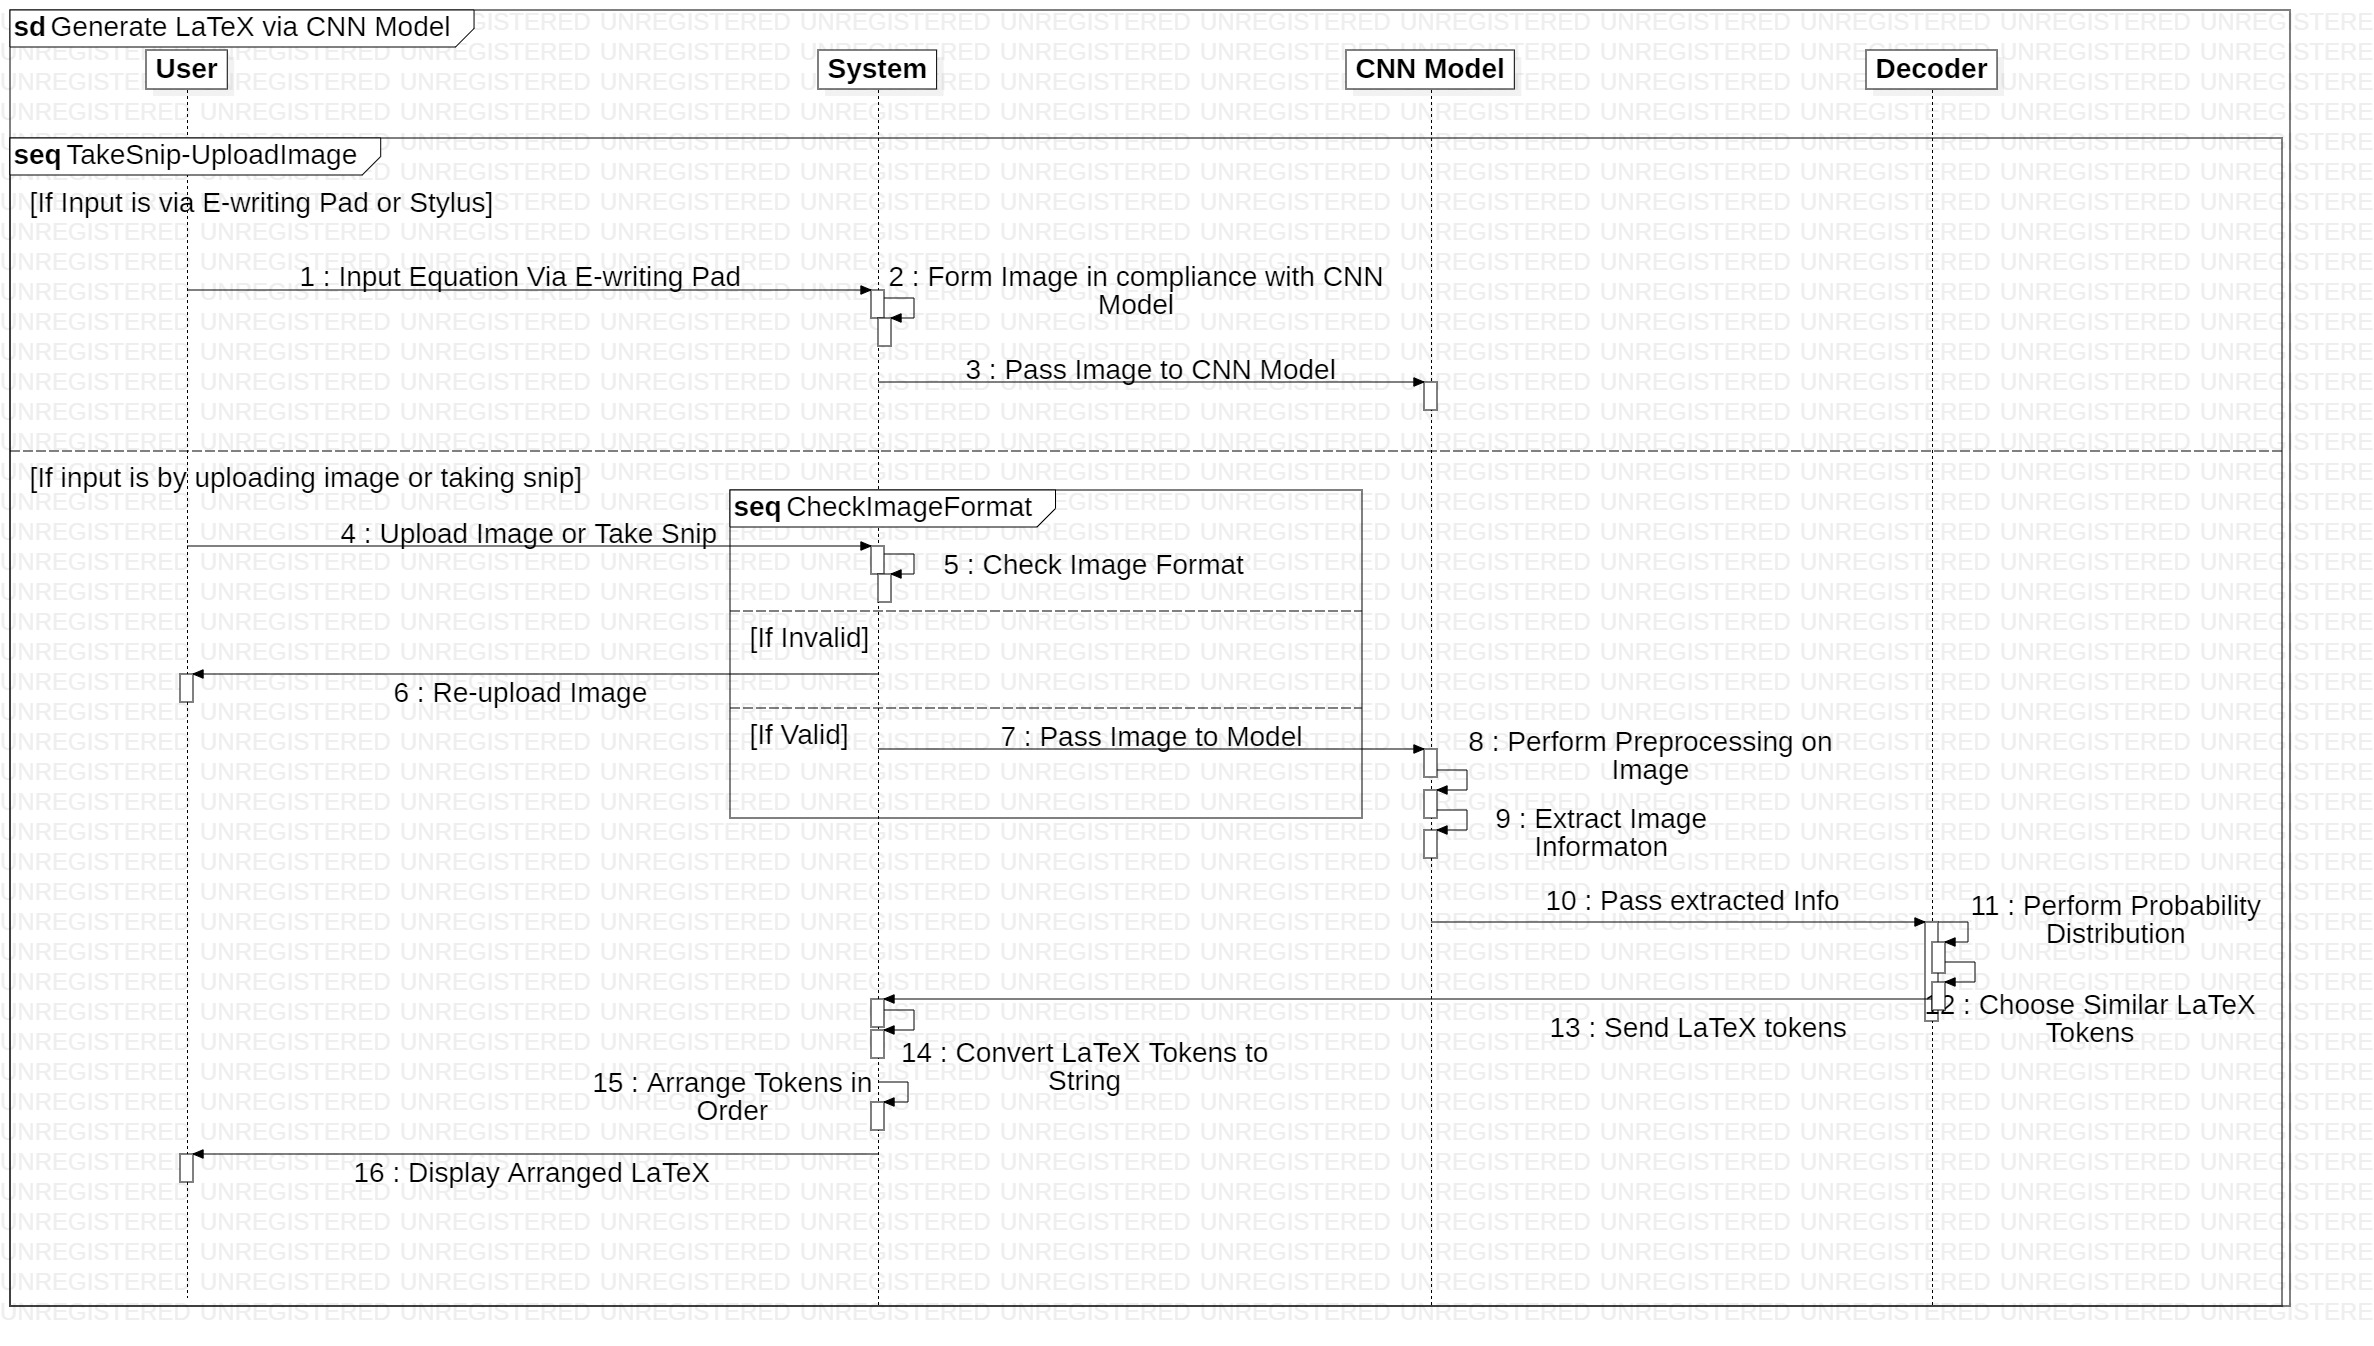 sd Generate LaTeX via CNN Model
User
System
CNN Model
Decoder
seq TakeSnip-UploadImage
[If Input is via E-writing Pad or Stylus]
1 : Input Equation Via E-writing Pad
2 : Form Image in compliance with CNN
Model
3 : Pass Image to CNN Model
[If input is by uploading image or taking snip]
seq CheckImageFormat
4 : Upload Image or Take Snip
5 : Check Image Format
[If Invalid]
6 : Re-upload Image
[If Valid]
7 : Pass Image to Model
8 : Perform Preprocessing on
Image
9 : Extract Image
Informaton
10 : Pass extracted Info
11 : Perform Probability
Distribution
12 : Choose Similar LaTeX
Tokens
13 : Send LaTeX tokens
14 : Convert LaTeX Tokens to
String
15 : Arrange Tokens in
Order
16 : Display Arranged LaTeX
UNREGISTERED